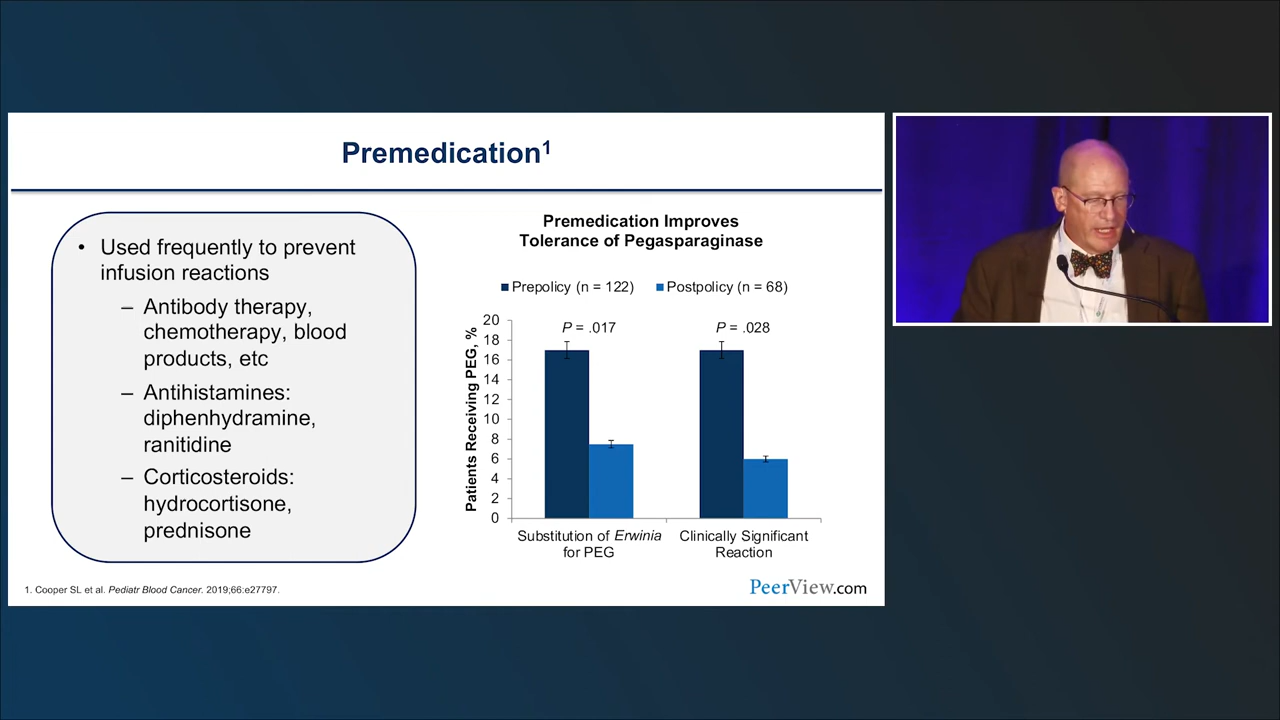 Premedication1
• Used frequently to prevent
infusion reactions
– Antibody therapy,
chemotherapy, blood
products, etc
– Antihistamines:
diphenhydramine,
ranitidine
– Corticosteroids:
hydrocortisone,
prednisone
Premedication Improves
Tolerance of Pegasparaginase
Prepolicy (n = 122) Postpolicy (n = 68)
Patients Receiving PEG, %
20
18
16
14
12
10
8
6
4
2
0
P = .017 P = .028
Substitution of Erwinia
for PEG
Clinically Significant
Reaction
1. Cooper SL et al. Pediatr Blood Cancer. 2019;66:e27797.
PeerView.com